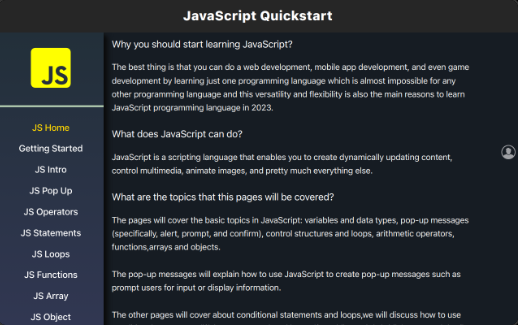 JavaScript Quickstart
JS
JS Home
Getting Started
JS Intro
JS Pop Up
JS Operators
JS Statements
JS Loops
JS Functions
JS Array
JS Object
Why you should start learning JavaScript?
The best thing is that you can do a web development, mobile app development, and even game
development by learning just one programming language which is almost impossible for any
other programming language and this versatility and flexibility is also the main reasons to learn
JavaScript programming language in 2023.
What does JavaScript can do?
JavaScript is a scripting language that enables you to create dynamically updating content,
control multimedia, animate images, and pretty much everything else.
What are the topics that this pages will be covered?
The pages will cover the basic topics in JavaScript: variables and data types, pop-up messages
(specifically, alert, prompt, and confirm), control structures and loops, arithmetic operators,
functions,arrays and objects.
The pop-up messages will explain how to use JavaScript to create pop-up messages such as
prompt users for input or display information.
The other pages will cover about conditional statements and loops,we will discuss how to use